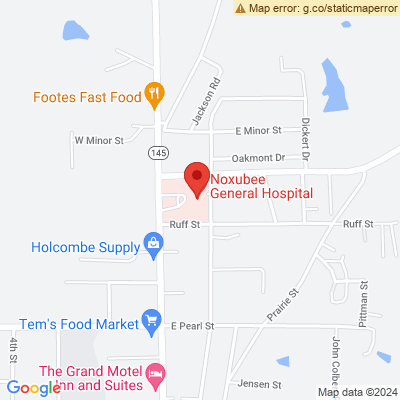 Map error: g.co/staticmaperror
Footes Fast Food
Jackson Rd
E Minor St
Dickert Dr
W Minor St
145
Oakmont Dr
Noxubee
General Hospital
Ruff St
Ruff St
Holcombe Supply
Prairie St
Pittman St
Tem's Food Market
E Pearl St
4th St
John Colbe
The Grand Motel
Inn and Suites
Jensen St
Google
Map data ©2024